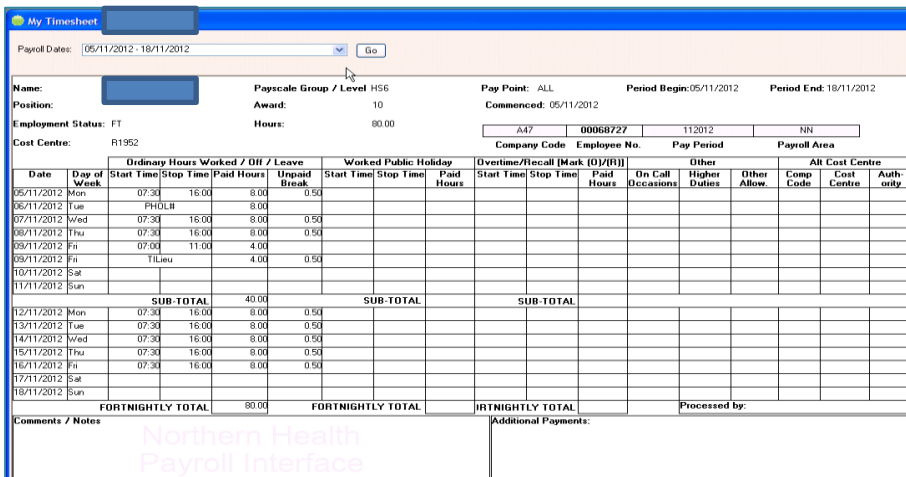 My Timesheet
Payroll Dates: 05/11/2012 - 18/11/2012 Go
Name: Payscale Group / Level HS6 Pay Point: ALL Period Begin:05/11/2012 Period End: 18/11/2012
Position: Award: 10 Commenced: 05/11/2012
Employment Status: FT Hours: 80.00
A47 00068727 112012 NN
Cost Centre: R1952 Company Code Employee No. Pay Period Payroll Area
Ordinary Hours Worked / Off / Leave Worked Public Holiday Overtime/Recall [Mark (O)/(R)] Other Alt Cost Centre
Date Day of Week Start Time Stop Time Paid Hours Unpaid Break Start Time Stop Time Paid Hours Start Time Stop Time Paid Hours On Call Occasions Higher Duties Other Allow. Comp Code Cost Centre Auth-ority
05/11/2012 Mon 07:30 16:00 8.00 0.50
06/11/2012 Tue PHOL# 8.00
07/11/2012 Wed 07:30 16:00 8.00 0.50
08/11/2012 Thu 07:30 16:00 8.00 0.50
09/11/2012 Fri 07:00 11:00 4.00
09/11/2012 Fri TILieu 4.00 0.50
10/11/2012 Sat
11/11/2012 Sun
SUB-TOTAL 40.00 SUB-TOTAL SUB-TOTAL
12/11/2012 Mon 07:30 16:00 8.00 0.50
13/11/2012 Tue 07:30 16:00 8.00 0.50
14/11/2012 Wed 07:30 16:00 8.00 0.50
15/11/2012 Thu 07:30 16:00 8.00 0.50
16/11/2012 Fri 07:30 16:00 8.00 0.50
17/11/2012 Sat
18/11/2012 Sun
FORTNIGHTLY TOTAL 80.00 FORTNIGHTLY TOTAL IRTNIGHTLY TOTAL Processed by:
Comments / Notes Additional Payments:
Northern Health
Payroll Interface